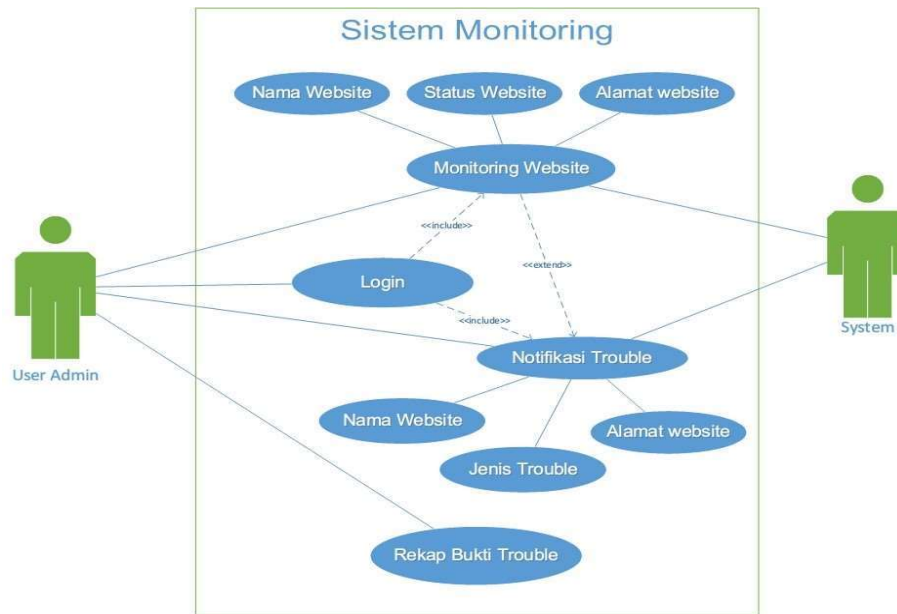 Sistem Monitoring
Nama Website
Status Website
Alamat website
Monitoring Website
<<include>>
<<extend>>
Login
<<include>>
System
Notifikasi Trouble
User Admin
Nama Website
Alamat website
Jenis Trouble
Rekap Bukti Trouble